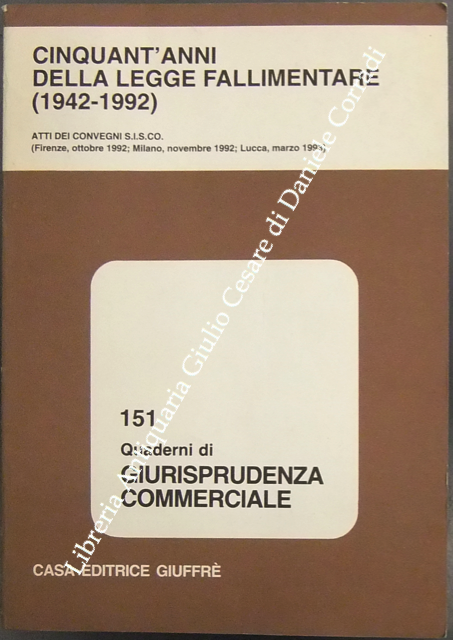 CINQUANT'ANNI
DELLA LEGGE FALLIMENTARE
(1942-1992)
ATTI DEI CONVEGNI S.I.S.CO.
(Firenze, ottobre 1992; Milano, novembre 1992; Lucca, marzo
151
Quaderni di
GIURISPRUDENZA
COMMERCIALE
CASA EDITRICE GIUFFRÈ
Libreria Antiquaria Giulio Cesare di Daniele Corradi